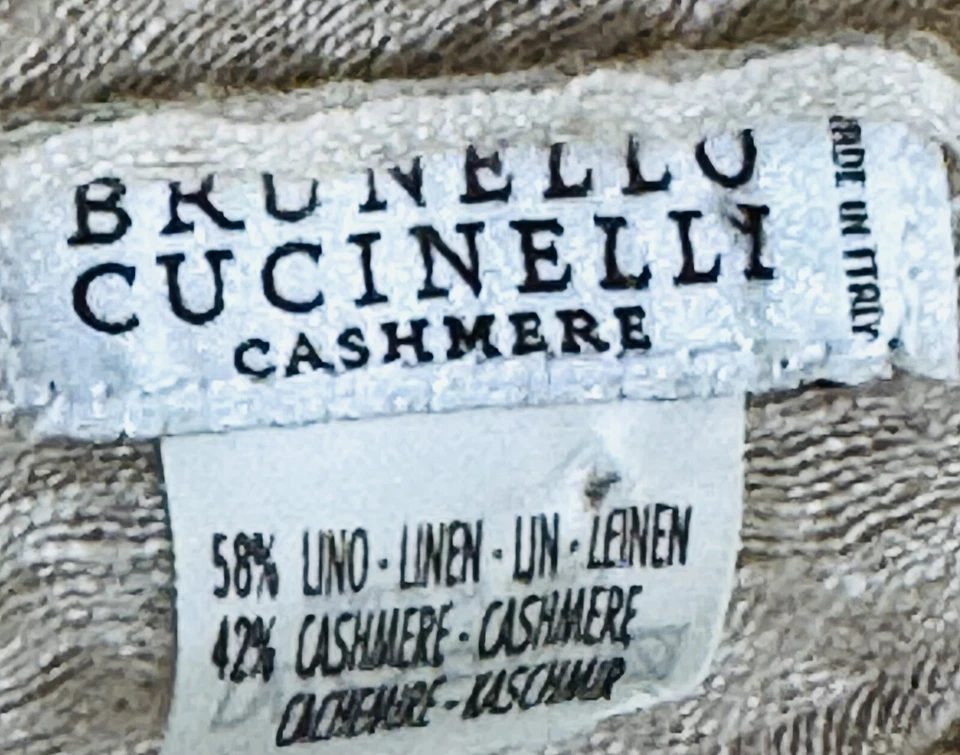 BRUNELLO
CUCINELLI
CASHMERE
MADE IN ITALY
58% LINO · LINEN · LIN · LEINEN
42% CASHMERE - CASHMERE
CACHEMIRE - KASCHMIR